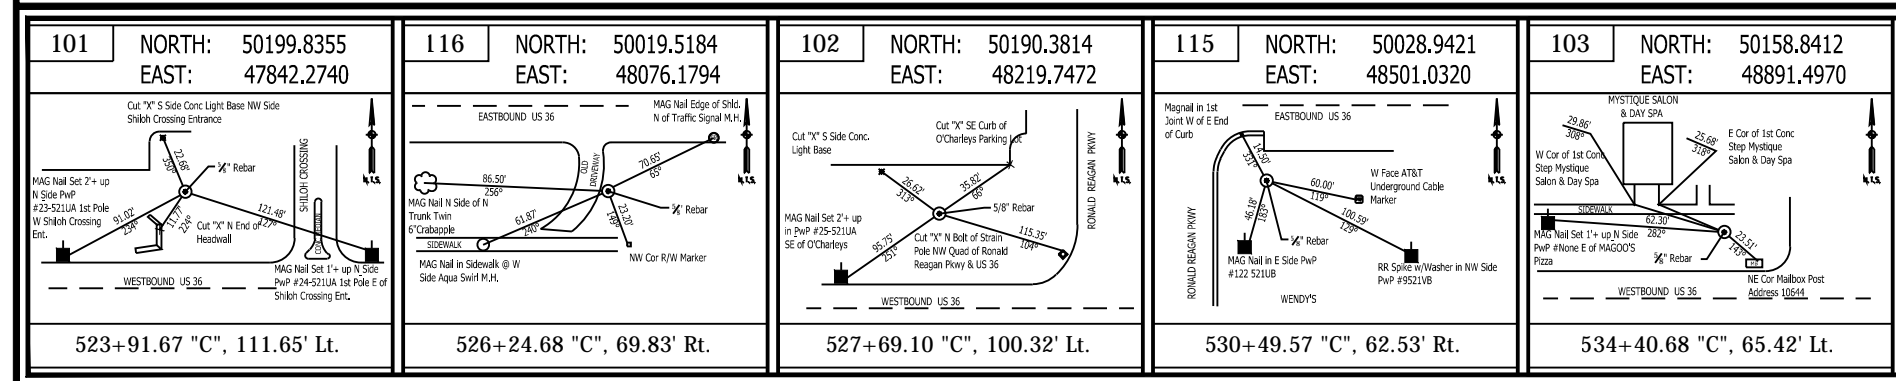 101
NORTH: 50199.8355
EAST: 47842.2740
Cut "X" S Side Conc Light Base NW Side
Shiloh Crossing Entrance
22.68'
350°
⅝" Rebar
MAG Nail Set 2'+ up
N Side PwP
#23-521UA 1st Pole
W Shiloh Crossing
Ent.
91.02'
234°
11.77'
224°
Cut "X" N End of
Headwall
121.48'
127°
SHILOH CROSSING
CONC MEDIAN
N.T.S.
MAG Nail Set 1'+ up N Side
PwP #24-521UA 1st Pole E of
Shiloh Crossing Ent.
WESTBOUND US 36
523+91.67 "C", 111.65' Lt.
116
NORTH: 50019.5184
EAST: 48076.1794
EASTBOUND US 36
MAG Nail Edge of Shld.
N of Traffic Signal M.H.
OLD
DRIVEWAY
70.65'
65°
86.50'
256°
MAG Nail N Side of N
Trunk Twin
6"Crabapple
61.87'
240°
23.20'
149°
⅝" Rebar
N.T.S.
SIDEWALK
MAG Nail in Sidewalk @ W
Side Aqua Swirl M.H.
NW Cor R/W Marker
526+24.68 "C", 69.83' Rt.
102
NORTH: 50190.3814
EAST: 48219.7472
Cut "X" S Side Conc.
Light Base
Cut "X" SE Curb of
O'Charleys Parking Lot
26.62'
313°
35.82'
66°
5/8" Rebar
MAG Nail Set 2'+ up
in PwP #25-521UA
SE of O'Charleys
95.75'
251°
115.35'
104°
Cut "X" N Bolt of Strain
Pole NW Quad of Ronald
Reagan Pkwy & US 36
RONALD REAGAN PKWY
N.T.S.
WESTBOUND US 36
527+69.10 "C", 100.32' Lt.
115
NORTH: 50028.9421
EAST: 48501.0320
Magnail in 1st
Joint W of E End
of Curb
EASTBOUND US 36
14.50'
331°
60.00'
119°
W Face AT&T
Underground Cable
Marker
46.18'
183°
100.59'
129°
⅝" Rebar
MAG Nail in E Side PwP
#122 521UB
RR Spike w/Washer in NW Side
PwP #9521VB
RONALD REAGAN PKWY
WENDY'S
N.T.S.
530+49.57 "C", 62.53' Rt.
103
NORTH: 50158.8412
EAST: 48891.4970
MYSTIQUE SALON
& DAY SPA
29.86'
308°
25.68'
318°
E Cor of 1st Conc
Step Mystique
Salon & Day Spa
W Cor of 1st Conc
Step Mystique
Salon & Day Spa
SIDEWALK
62.30'
282°
MAG Nail Set 1'+ up N Side
PwP #None E of MAGOO'S
Pizza
⅝" Rebar
23.51'
143°
MB
NE Cor Mailbox Post
Address 10644
N.T.S.
WESTBOUND US 36
534+40.68 "C", 65.42' Lt.